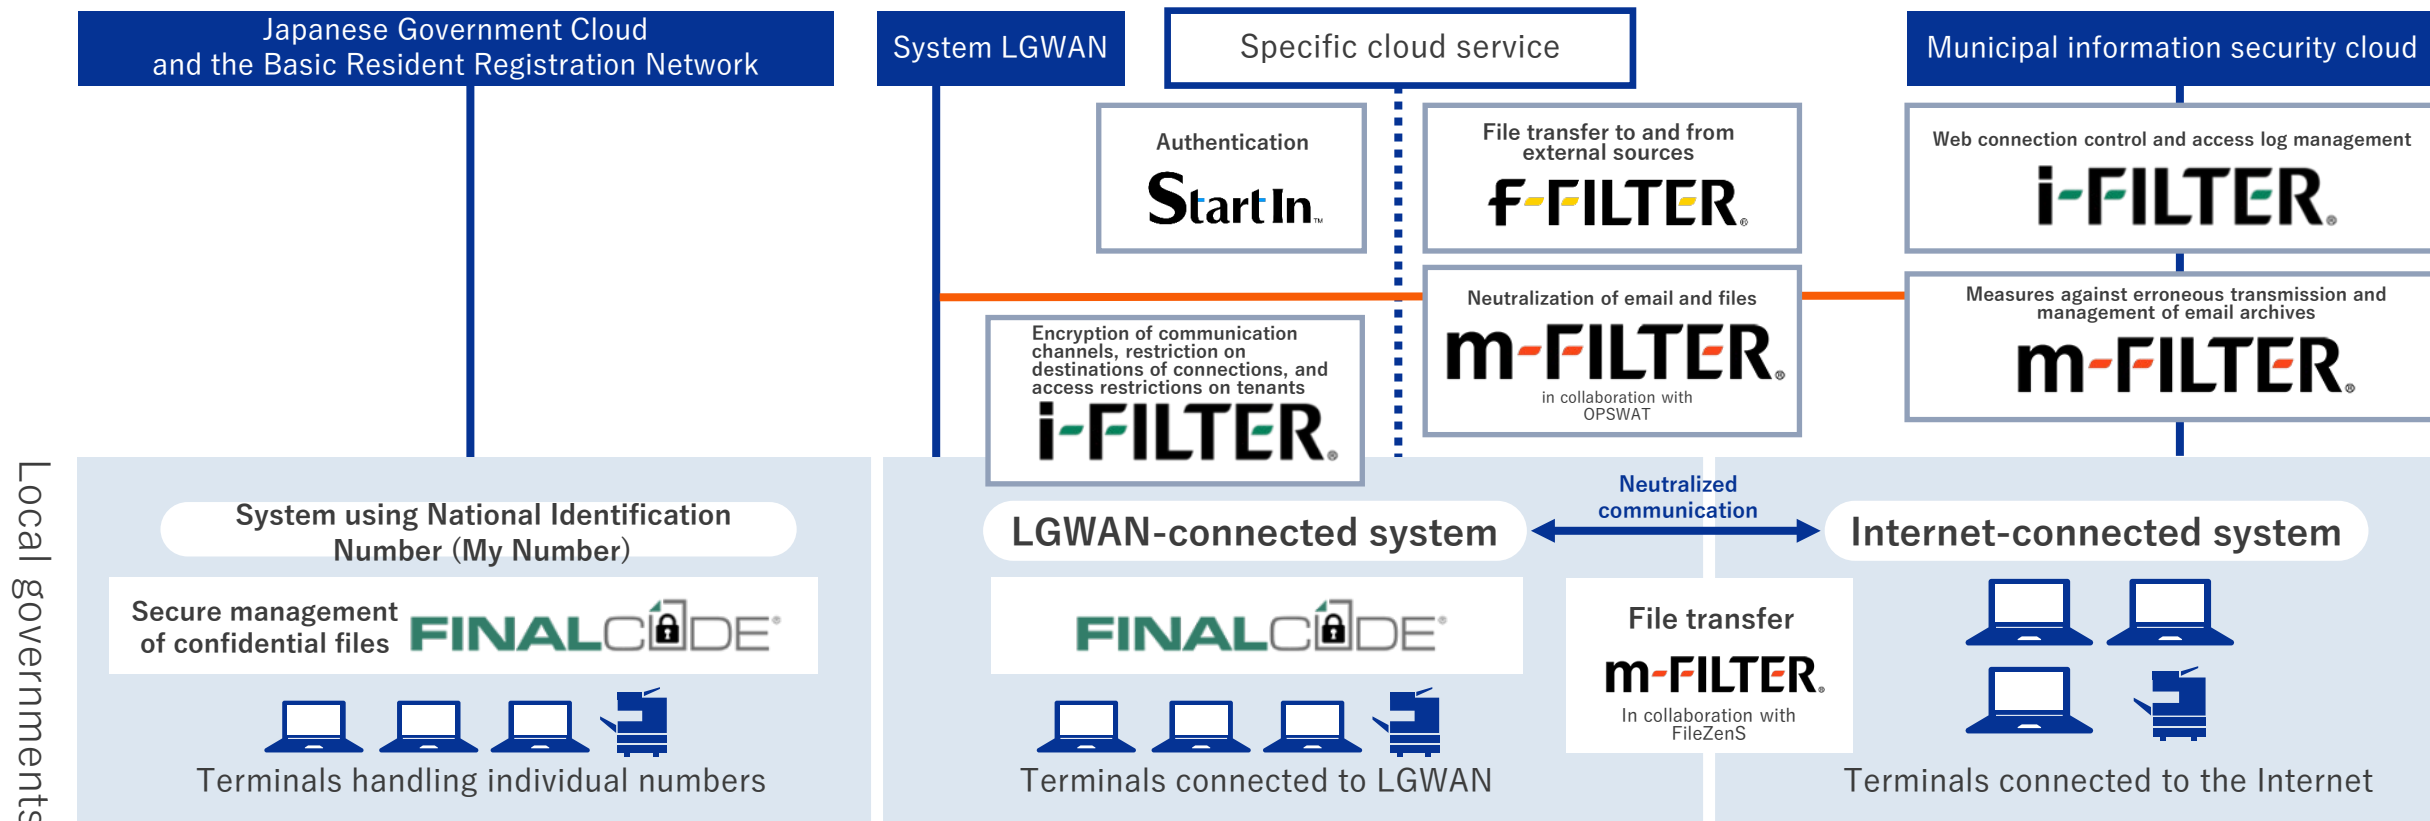 Japanese Government Cloud
and the Basic Resident Registration Network
System LGWAN
Specific cloud service
Municipal information security cloud
Authentication
StartIn™
File transfer to and from
external sources
f-FILTER®
Web connection control and access log management
i-FILTER®
Neutralization of email and files
m-FILTER®
in collaboration with
OPSWAT
Measures against erroneous transmission and
management of email archives
m-FILTER®
Encryption of communication
channels, restriction on
destinations of connections, and
access restrictions on tenants
i-FILTER®
Local governments
System using National Identification
Number (My Number)
Secure management
of confidential files
FINALCODE®
Terminals handling individual numbers
LGWAN-connected system
FINALCODE®
Terminals connected to LGWAN
Neutralized
communication
File transfer
m-FILTER®
In collaboration with
FileZenS
Internet-connected system
Terminals connected to the Internet